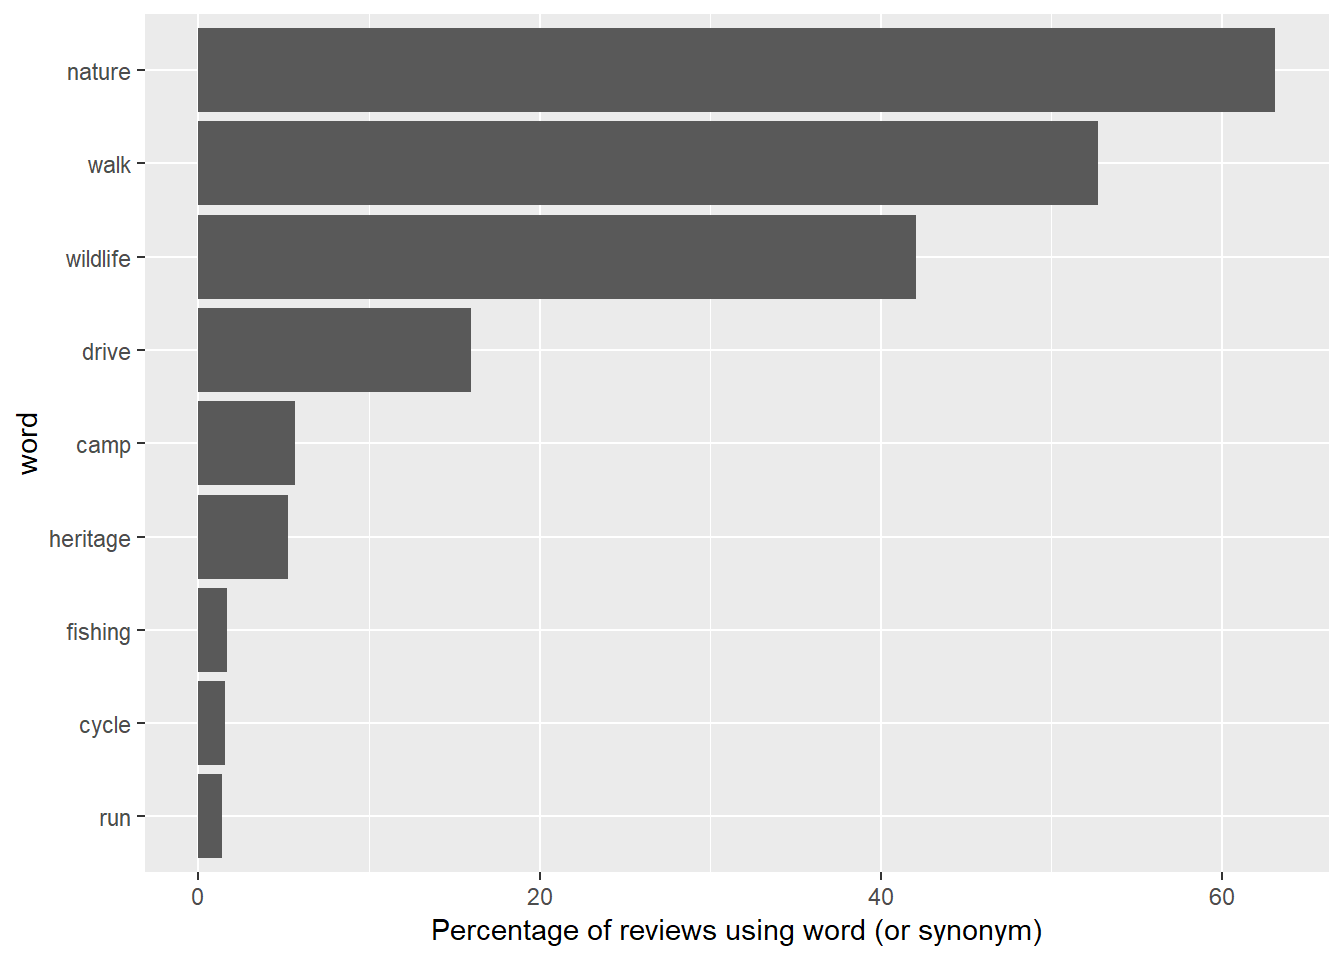 nature
walk
wildlife
drive
camp
heritage
fishing
cycle
run
word
0 20 40 60
Percentage of reviews using word (or synonym)